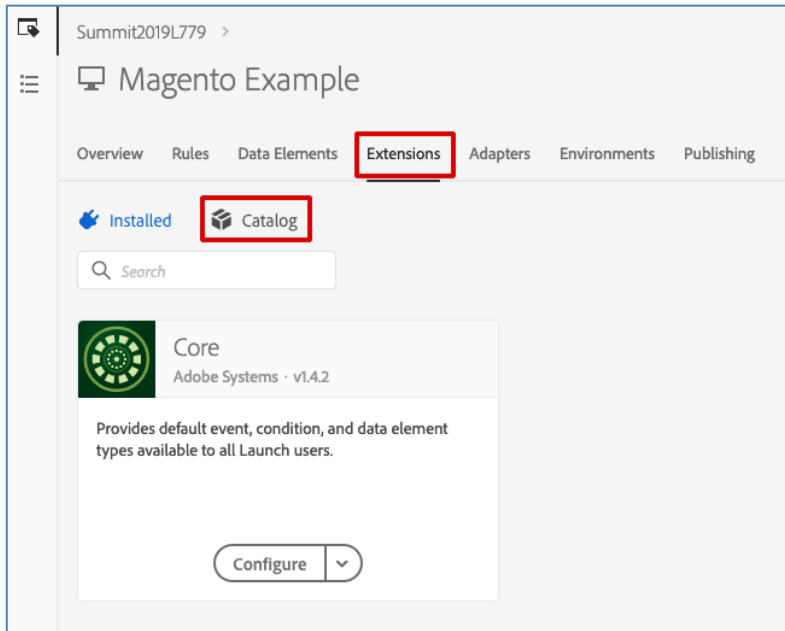 Summit2019L779 >
Magento Example
Overview Rules Data Elements Extensions Adapters Environments Publishing
Installed Catalog
Search
Core
Adobe Systems · v1.4.2
Provides default event, condition, and data element
types available to all Launch users.
Configure